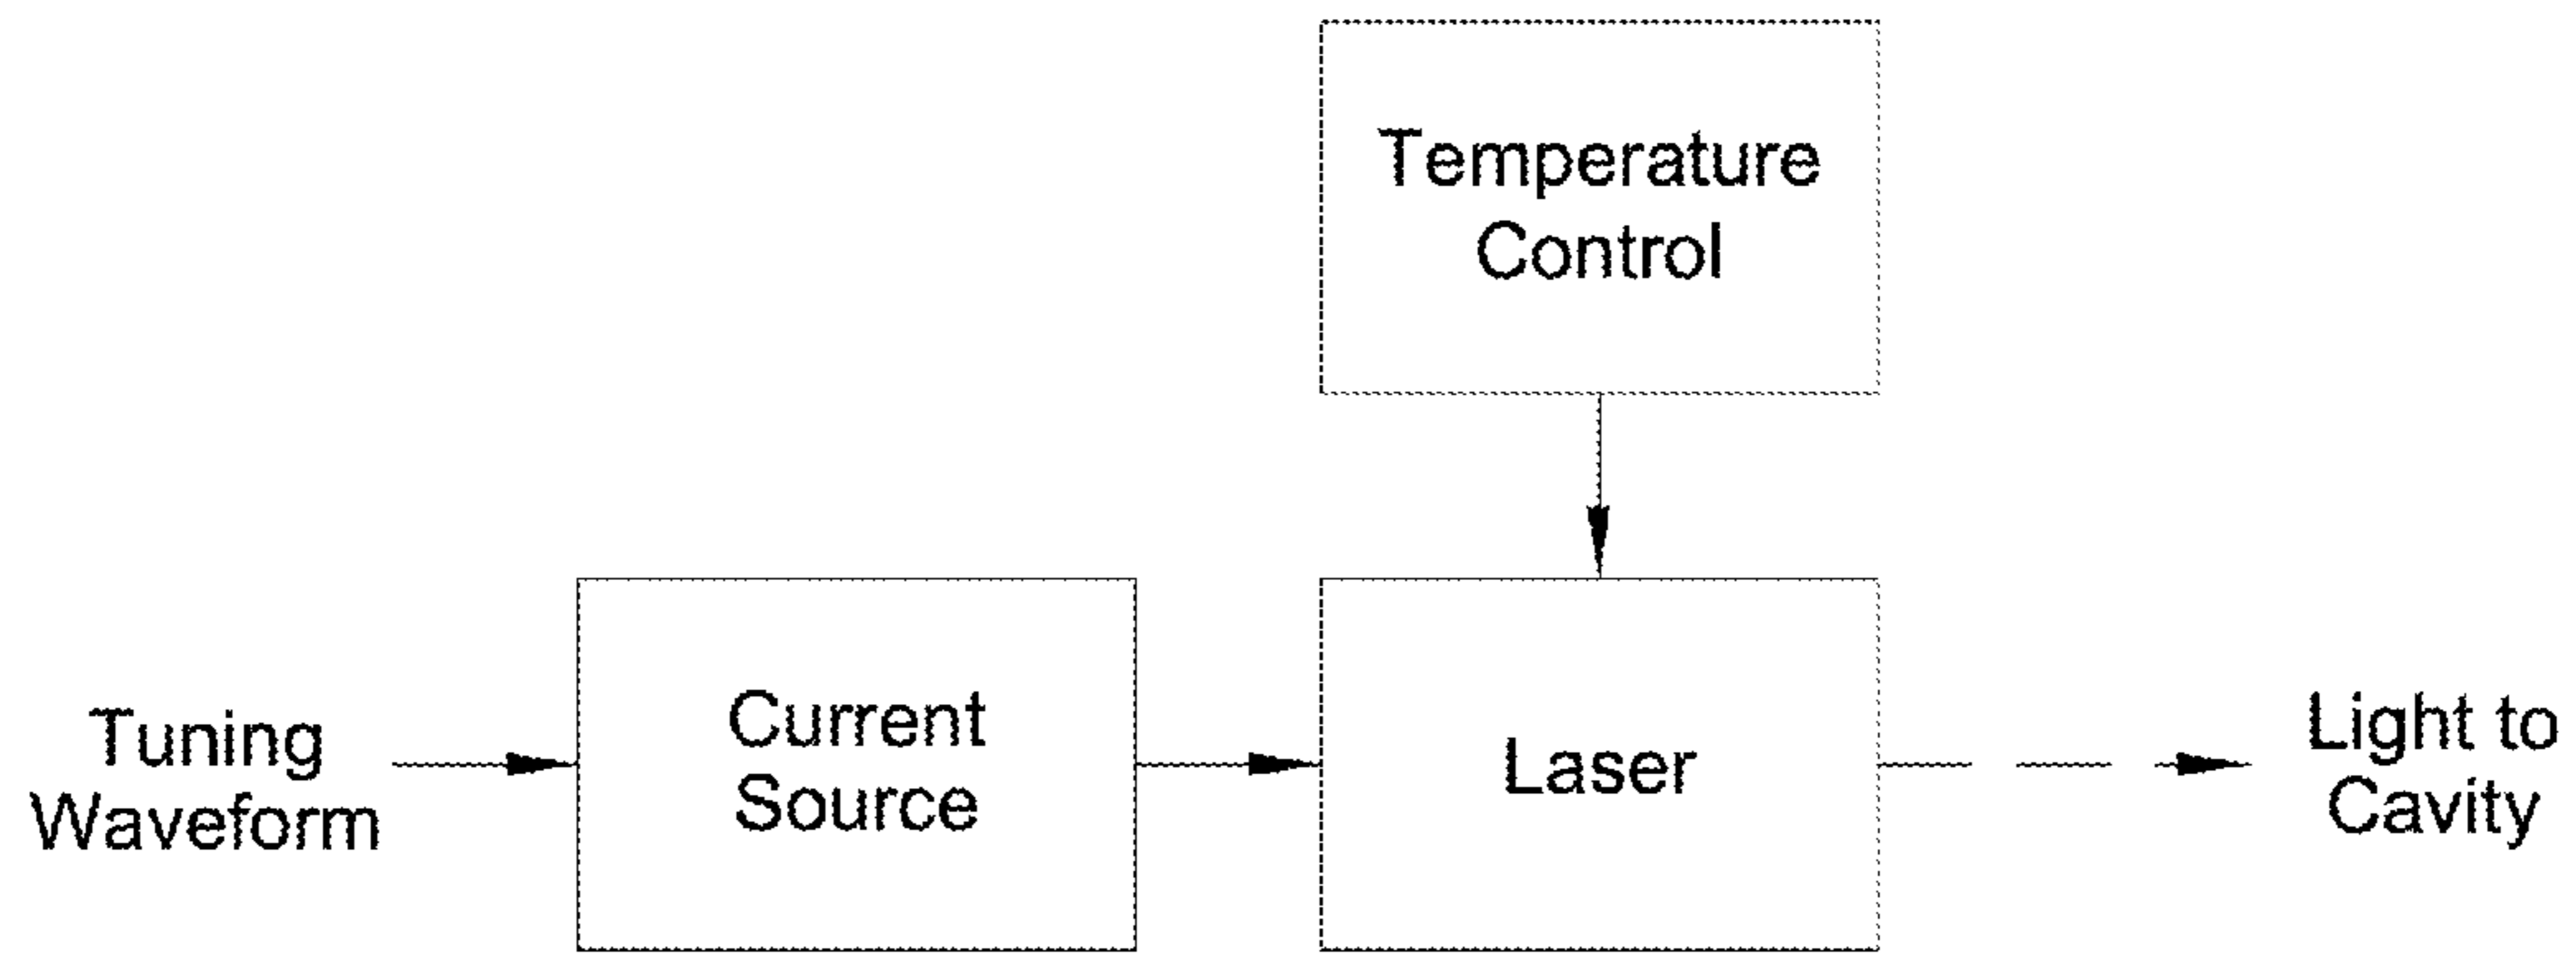 Temperature
Control
Tuning
Waveform
Current
Source
Laser
Light to
Cavity